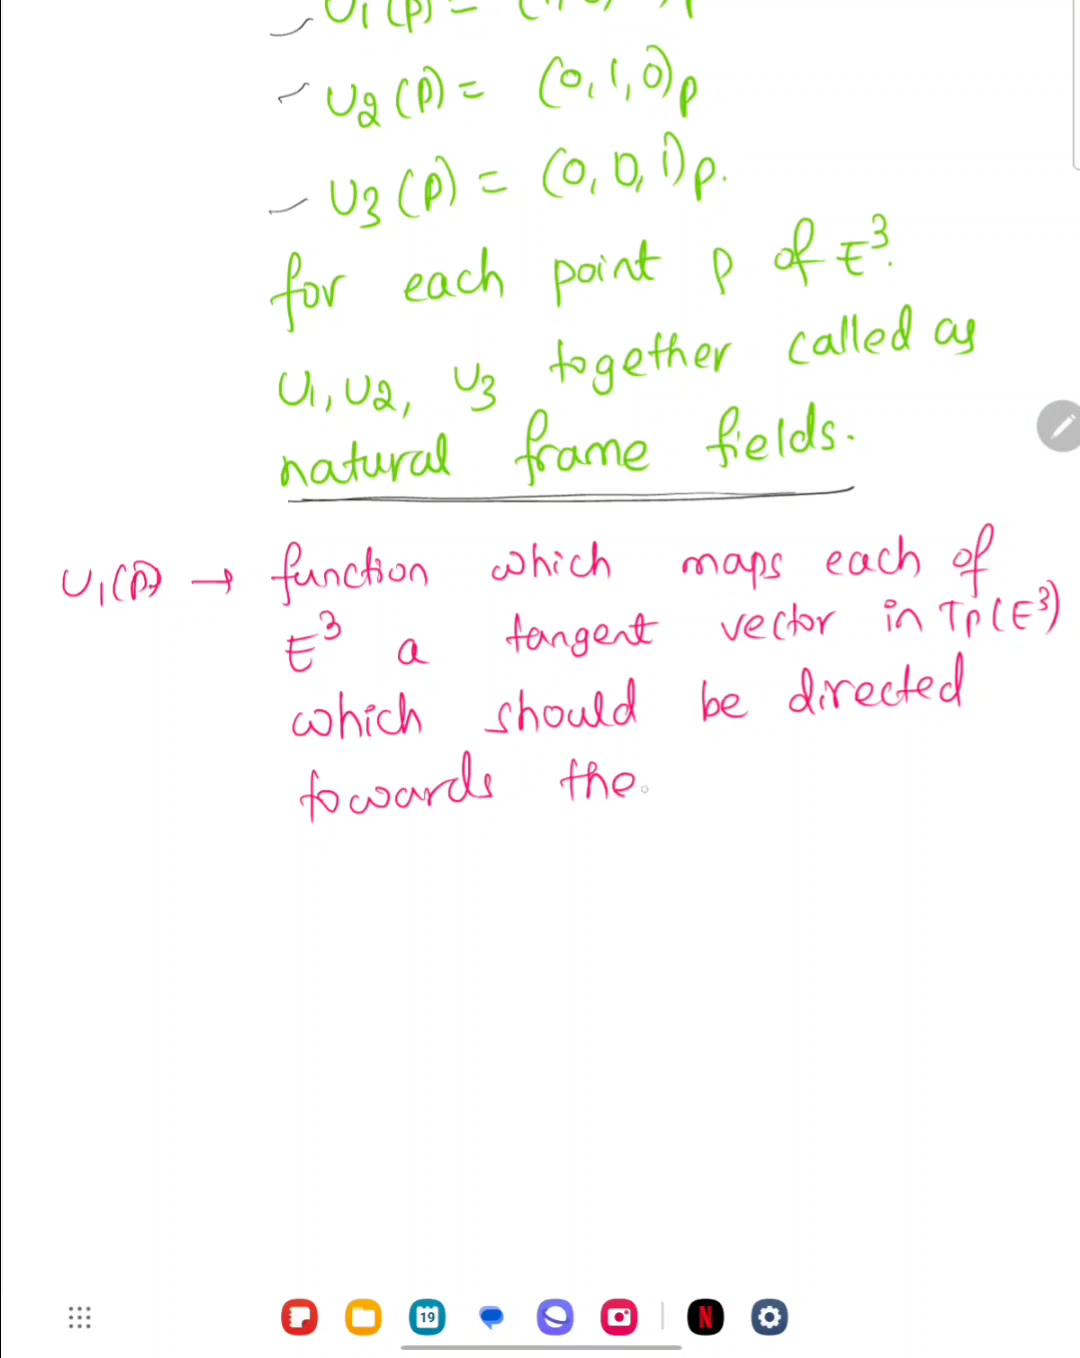 U1(p) =
U2(p) = (0,1,0)p
U3(p) = (0,0,1)p.
for each point p of E³.
U1, U2, U3 together called as
natural frame fields.
U1(p) → function which maps each of
E³ a tangent vector in Tp(E³)
which should be directed
towards the.
19
N